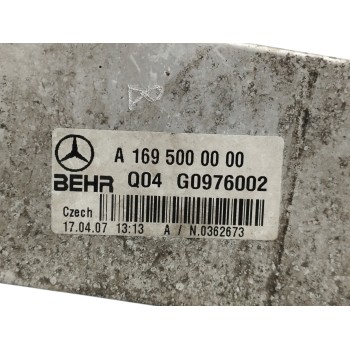 A 169 500 00 00
BEHR Q04 G0976002
Czech
17.04.07 13:13 A / N.0362673